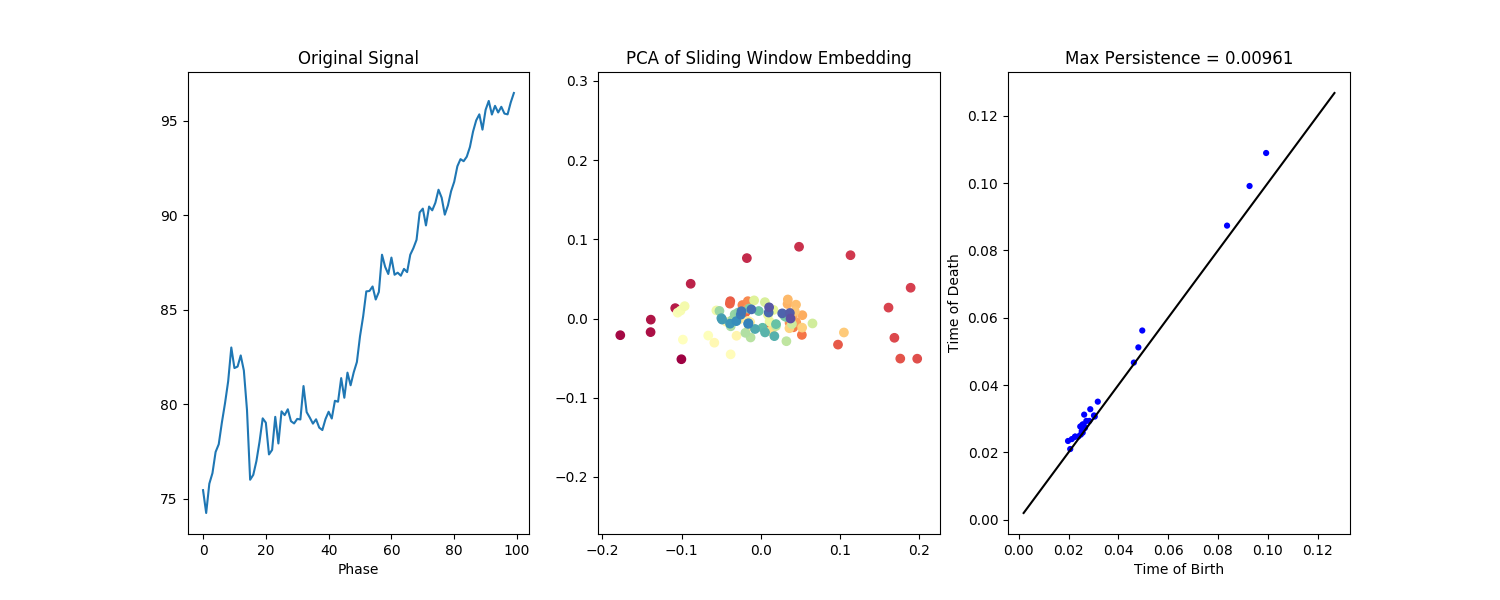 Original Signal
95
90
85
80
75
0 20 40 60 80 100
Phase
PCA of Sliding Window Embedding
0.3
0.2
0.1
0.0
−0.1
−0.2
−0.2 −0.1 0.0 0.1 0.2
Max Persistence = 0.00961
Time of Death
0.12
0.10
0.08
0.06
0.04
0.02
0.00
0.00 0.02 0.04 0.06 0.08 0.10 0.12
Time of Birth